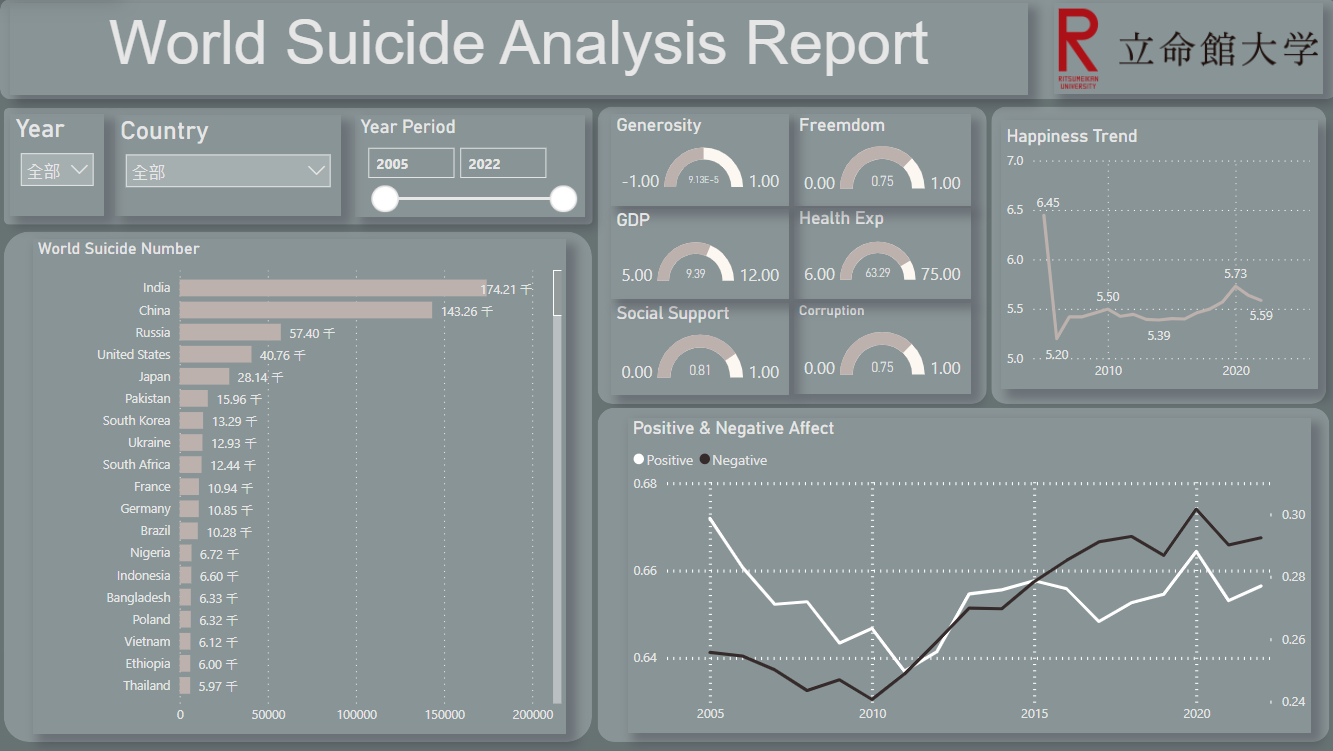 World Suicide Analysis Report
R
RITSUMEIKAN
UNIVERSITY
立命館大学
Year
全部
Country
全部
Year Period
2005
2022
World Suicide Number
India
174.21 千
China
143.26 千
Russia
57.40 千
United States
40.76 千
Japan
28.14 千
Pakistan
15.96 千
South Korea
13.29 千
Ukraine
12.93 千
South Africa
12.44 千
France
10.94 千
Germany
10.85 千
Brazil
10.28 千
Nigeria
6.72 千
Indonesia
6.60 千
Bangladesh
6.33 千
Poland
6.32 千
Vietnam
6.12 千
Ethiopia
6.00 千
Thailand
5.97 千
0
50000
100000
150000
200000
Generosity
-1.00
9.13E-5
1.00
Freemdom
0.00
0.75
1.00
GDP
5.00
9.39
12.00
Health Exp
6.00
63.29
75.00
Social Support
0.00
0.81
1.00
Corruption
0.00
0.75
1.00
Happiness Trend
7.0
6.5
6.0
5.5
5.0
6.45
5.20
5.50
5.39
5.73
5.59
2010
2020
Positive & Negative Affect
Positive
Negative
0.68
0.66
0.64
0.30
0.28
0.26
0.24
2005
2010
2015
2020